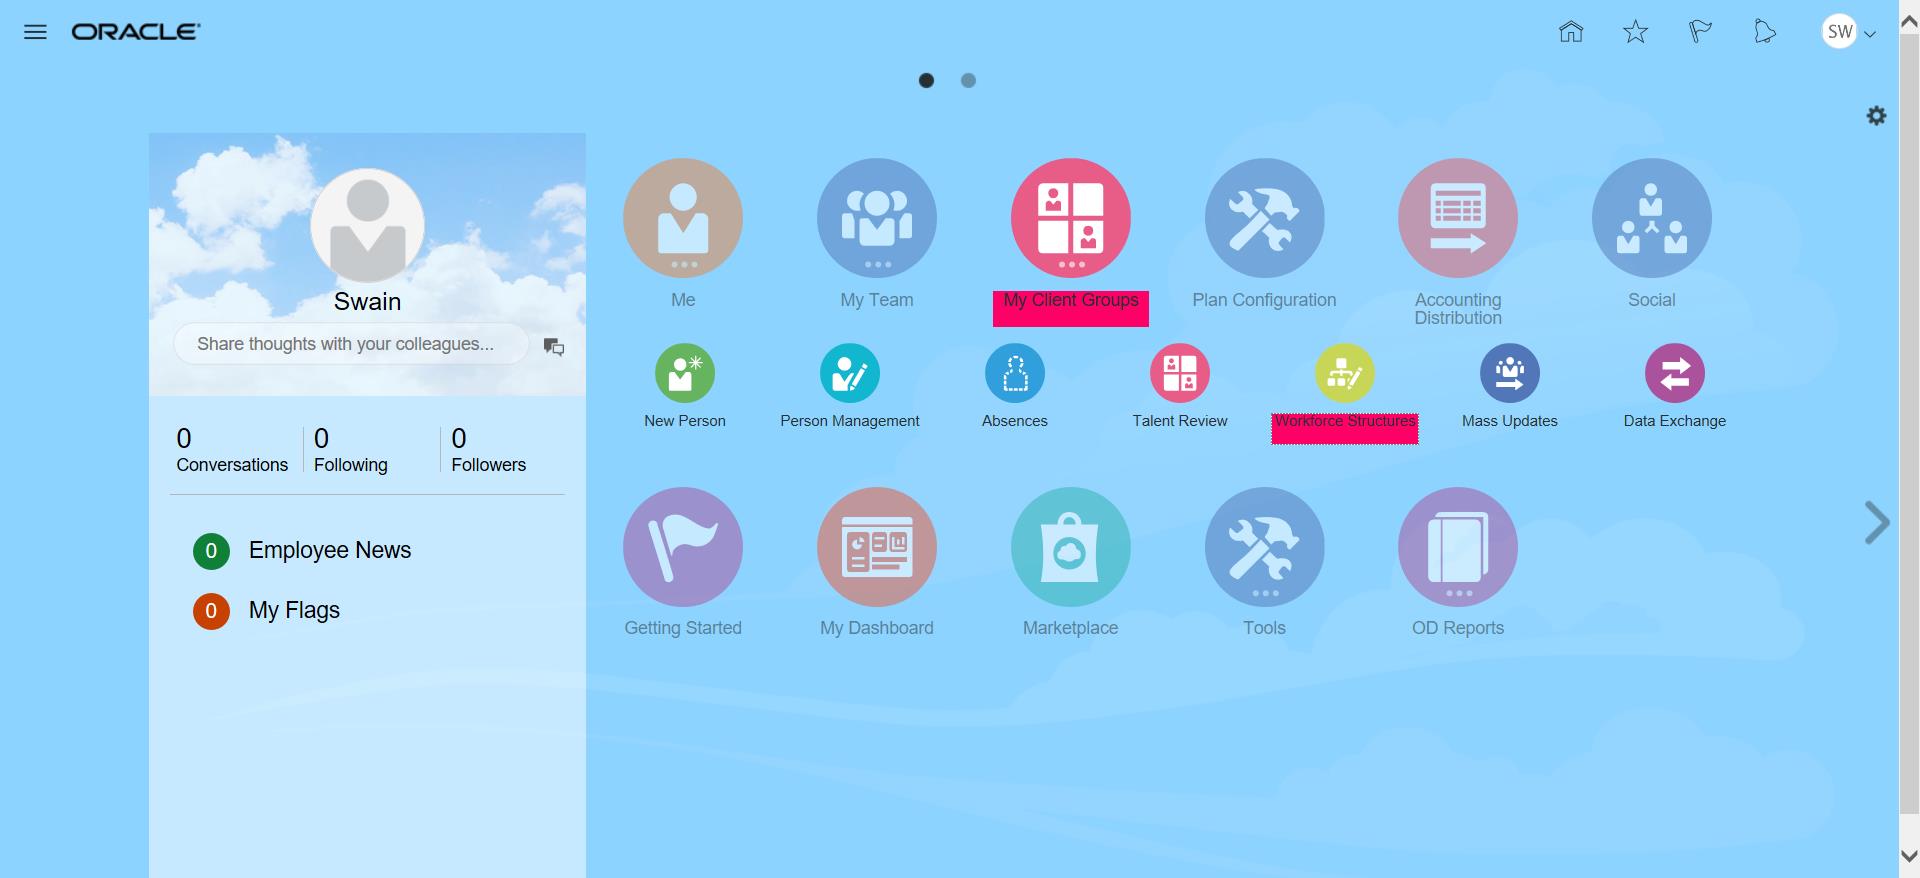 ORACLE
SW
Swain
Share thoughts with your colleagues...
0 0 0
Conversations Following Followers
0 Employee News
0 My Flags
Me My Team My Client Groups Plan Configuration Accounting Social
Distribution
New Person Person Management Absences Talent Review Workforce Structures Mass Updates Data Exchange
Getting Started My Dashboard Marketplace Tools OD Reports